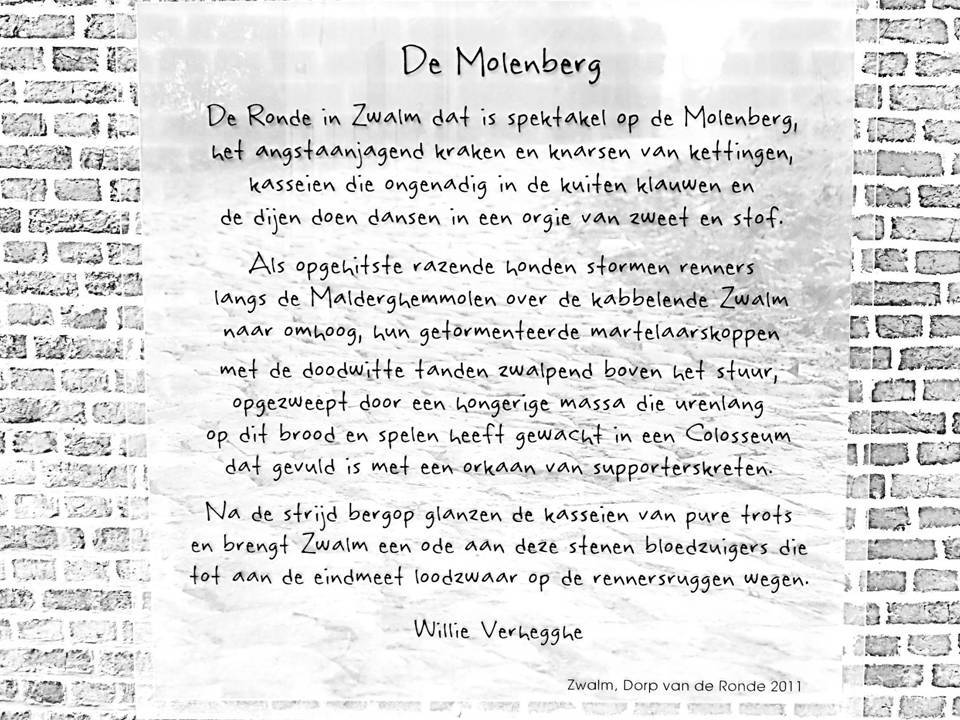 De Molenberg
De Ronde in Zwalm dat is spektakel op de Molenberg,
het angstaanjagend kraken en knarsen van kettingen,
kasseien die ongenadig in de kuiten klauwen en
de dijen doen dansen in een orgie van zweet en stof.
Als opgehitste razende honden stormen renners
langs de Malderghemmolen over de kabbelende Zwalm
naar omhoog, hun getormenteerde martelaarskoppen
met de doodwitte tanden zwalpend boven het stuur,
opgezweept door een hongerige massa die urenlang
op dit brood en spelen heeft gewacht in een Colosseum
dat gevuld is met een orkaan van supporterskreten.
Na de strijd bergop glanzen de kasseien van pure trots
en brengt Zwalm een ode aan deze stenen bloedzuigers die
tot aan de eindmeet loodzwaar op de rennersruggen wegen.
Willie Verhegghe
Zwalm, Dorp van de Ronde 2011